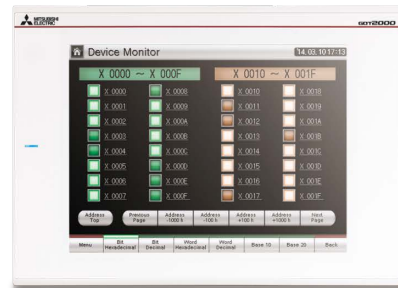 MITSUBISHI
ELECTRIC
GOT2000
Device Monitor
14.03.10 17:13
X 0000 ~ X 000F
X 0010 ~ X 001F
X 0000 X 0008 X 0010 X 0018
X 0001 X 0009 X 0011 X 0019
X 0002 X 000A X 0012 X 001A
X 0003 X 000B X 0013 X 001B
X 0004 X 000C X 0014 X 001C
X 0005 X 000D X 0015 X 001D
X 0006 X 000E X 0016 X 001E
X 0007 X 000F X 0017 X 001F
Address Previous Address Address Address Address Next
Top Page -1000 h -100 h +100 h +1000 h Page
Menu Bit Hexadecimal Bit Decimal Word Hexadecimal Word Decimal Base 10 Base 20 Back